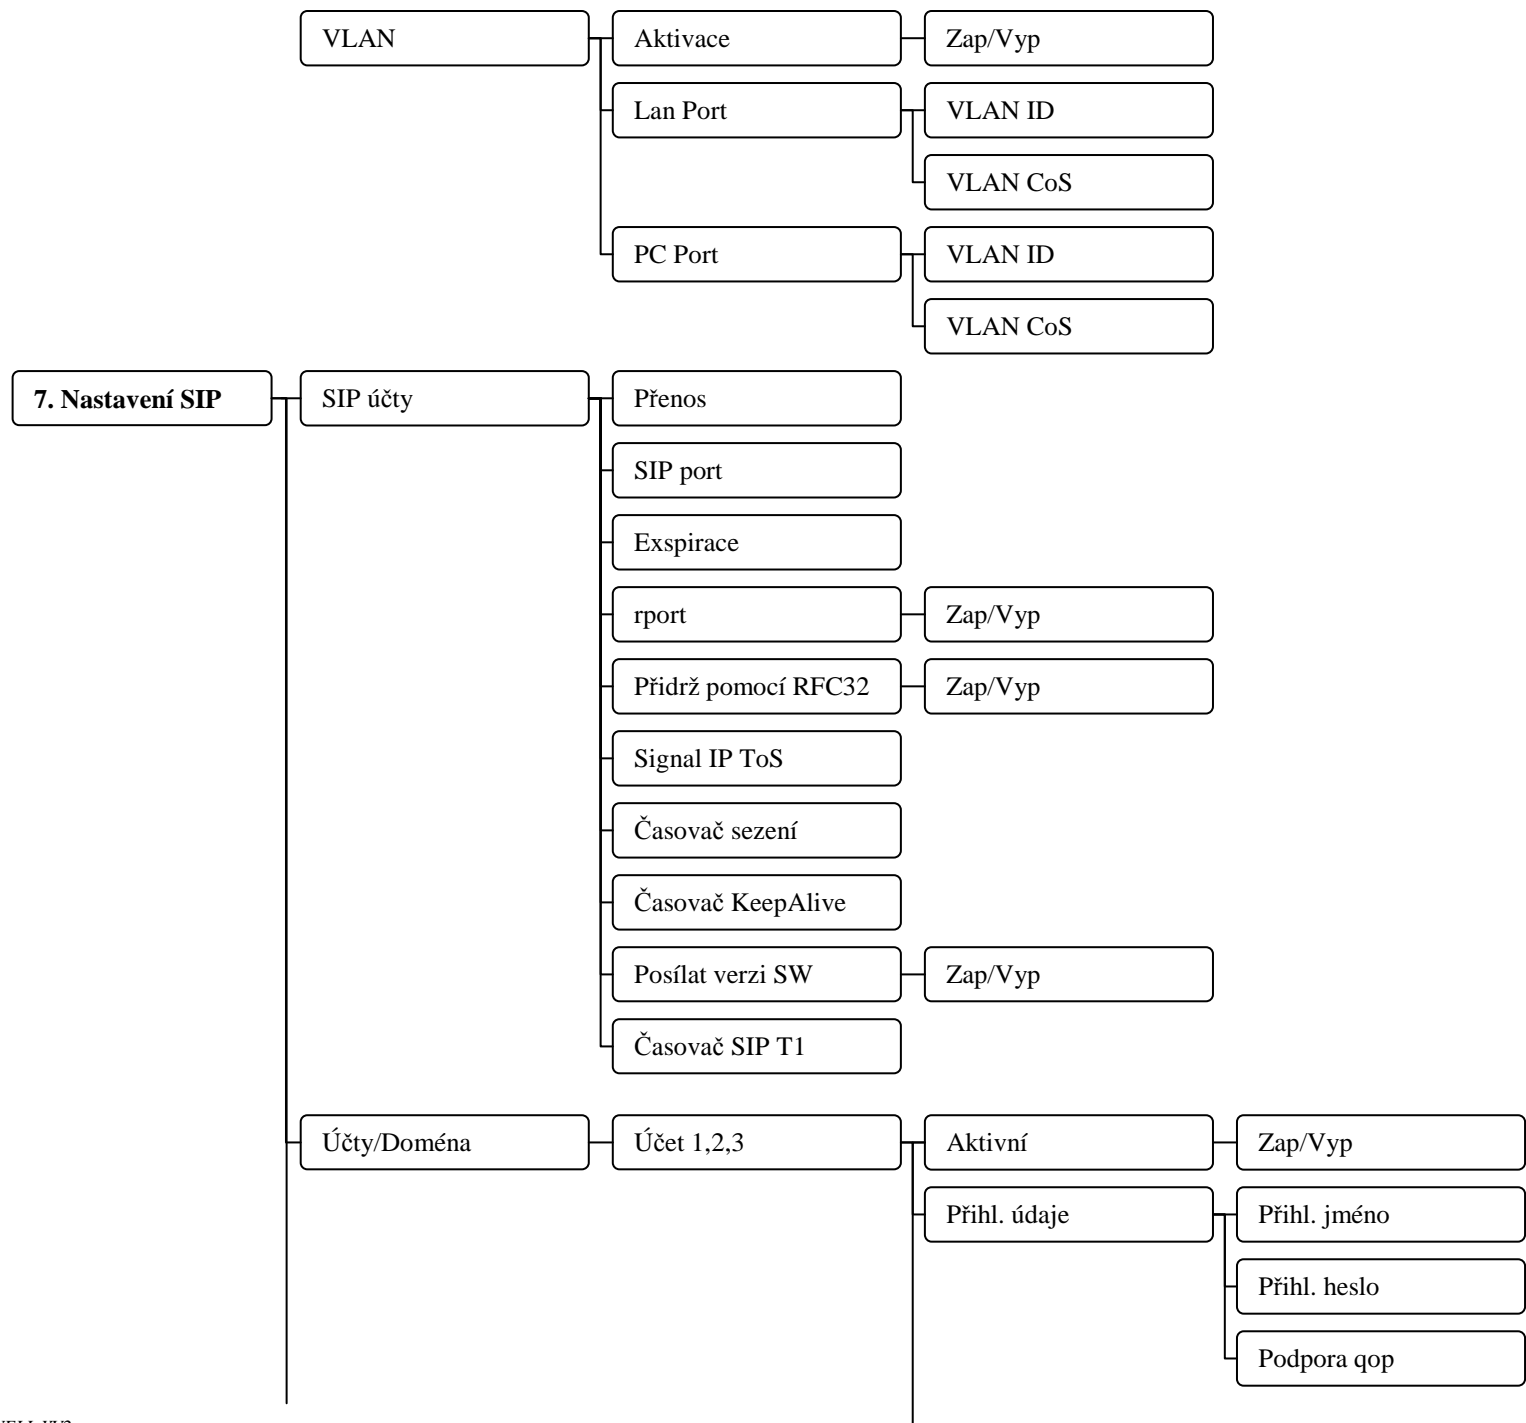 VLAN
Aktivace
Zap/Vyp
Lan Port
VLAN ID
VLAN CoS
PC Port
VLAN ID
VLAN CoS
7. Nastavení SIP
SIP účty
Přenos
SIP port
Exspirace
rport
Zap/Vyp
Přidrž pomocí RFC32
Zap/Vyp
Signal IP ToS
Časovač sezení
Časovač KeepAlive
Posílat verzi SW
Zap/Vyp
Časovač SIP T1
Účty/Doména
Účet 1,2,3
Aktivní
Zap/Vyp
Přihl. údaje
Přihl. jméno
Přihl. heslo
Podpora qop